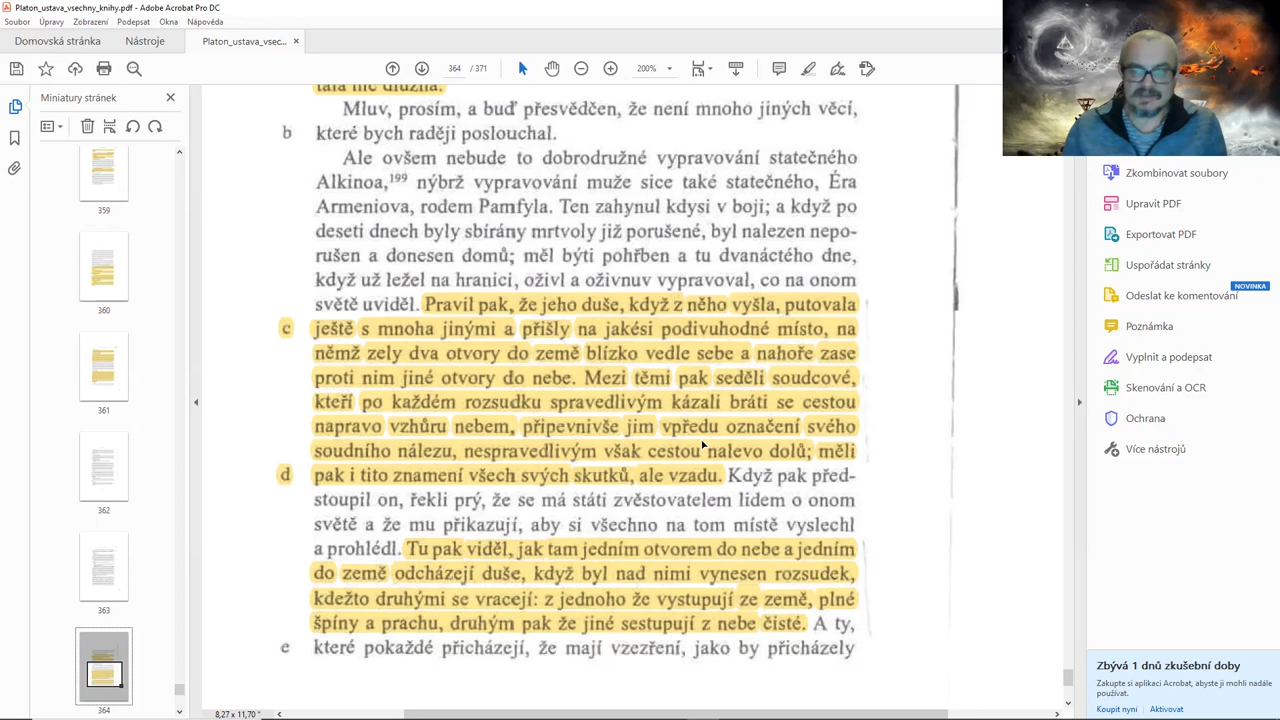 Platon_ustava_vsechny_knihy.pdf - Adobe Acrobat Pro DC
Soubor Úpravy Zobrazení Podepsat Okna Nápověda
Domovská stránka Nástroje Platon_ustava_vsec... ×
364 / 371 200%
Miniatury stránek
359
360
361
362
363
364
Mluv prosím, a buď přesvědčen, že není mnoho jiných věcí,
b které bych raději poslouchal.
Ale ovšem nebude to dobrodružné vypravování statečného
Alkinoa,199 nýbrž vypravování muže sice také statečného, Éra
Armeniova, rodem Pamfyla. Ten zahynul kdysi v boji; a když po
deseti dnech byly sbírány mrtvoly již porušené, byl nalezen nepo-
rušen a donesen domů; měl býti pohřben a tu dvanáctého dne,
když už ležel na hranici, oživl a oživnuv vypravoval, co na onom
světě uviděl. Pravil pak, že jeho duše, když z něho vyšla, putovala
c ještě s mnoha jinými a přišly na jakési podivuhodné místo, na
němž zely dva otvory do země blízko vedle sebe a nahoře zase
proti nim jiné otvory do nebe. Mezi těmi pak seděli soudcové,
kteří po každém rozsudku spravedlivým kázali bráti se cestou
napravo vzhůru nebem, připevnivše jim vpředu označení svého
soudního nálezu, nespravedlivým však cestou nalevo dolů; měli
d pak i tito znamení všech svých skutků, ale vzadu. Když pak před-
stoupil on, řekli prý, že se má státi zvěstovatelem lidem o onom
světě a že mu přikazují, aby si všechno na tom místě vyslechl
a prohlédl. Tu pak viděl, jak tam jedním otvorem do nebe a jedním
do země odcházejí duše, když byl nad nimi vynesen rozsudek,
kdežto druhými se vracejí: z jednoho že vystupují ze země, plné
špíny a prachu, druhým pak že jiné sestupují z nebe čisté. A ty,
e které pokaždé přicházejí, že mají vzezření, jako by přicházely
8,27 × 11,70"
Zkombinovat soubory
Upravit PDF
Exportovat PDF
Uspořádat stránky
NOVINKA
Odeslat ke komentování
Poznámka
Vyplnit a podepsat
Skenování a OCR
Ochrana
Více nástrojů
Zbývá 1 dnů zkušební doby
Zakupte si aplikaci Acrobat, abyste ji mohli nadále
používat.
Koupit nyní Aktivovat